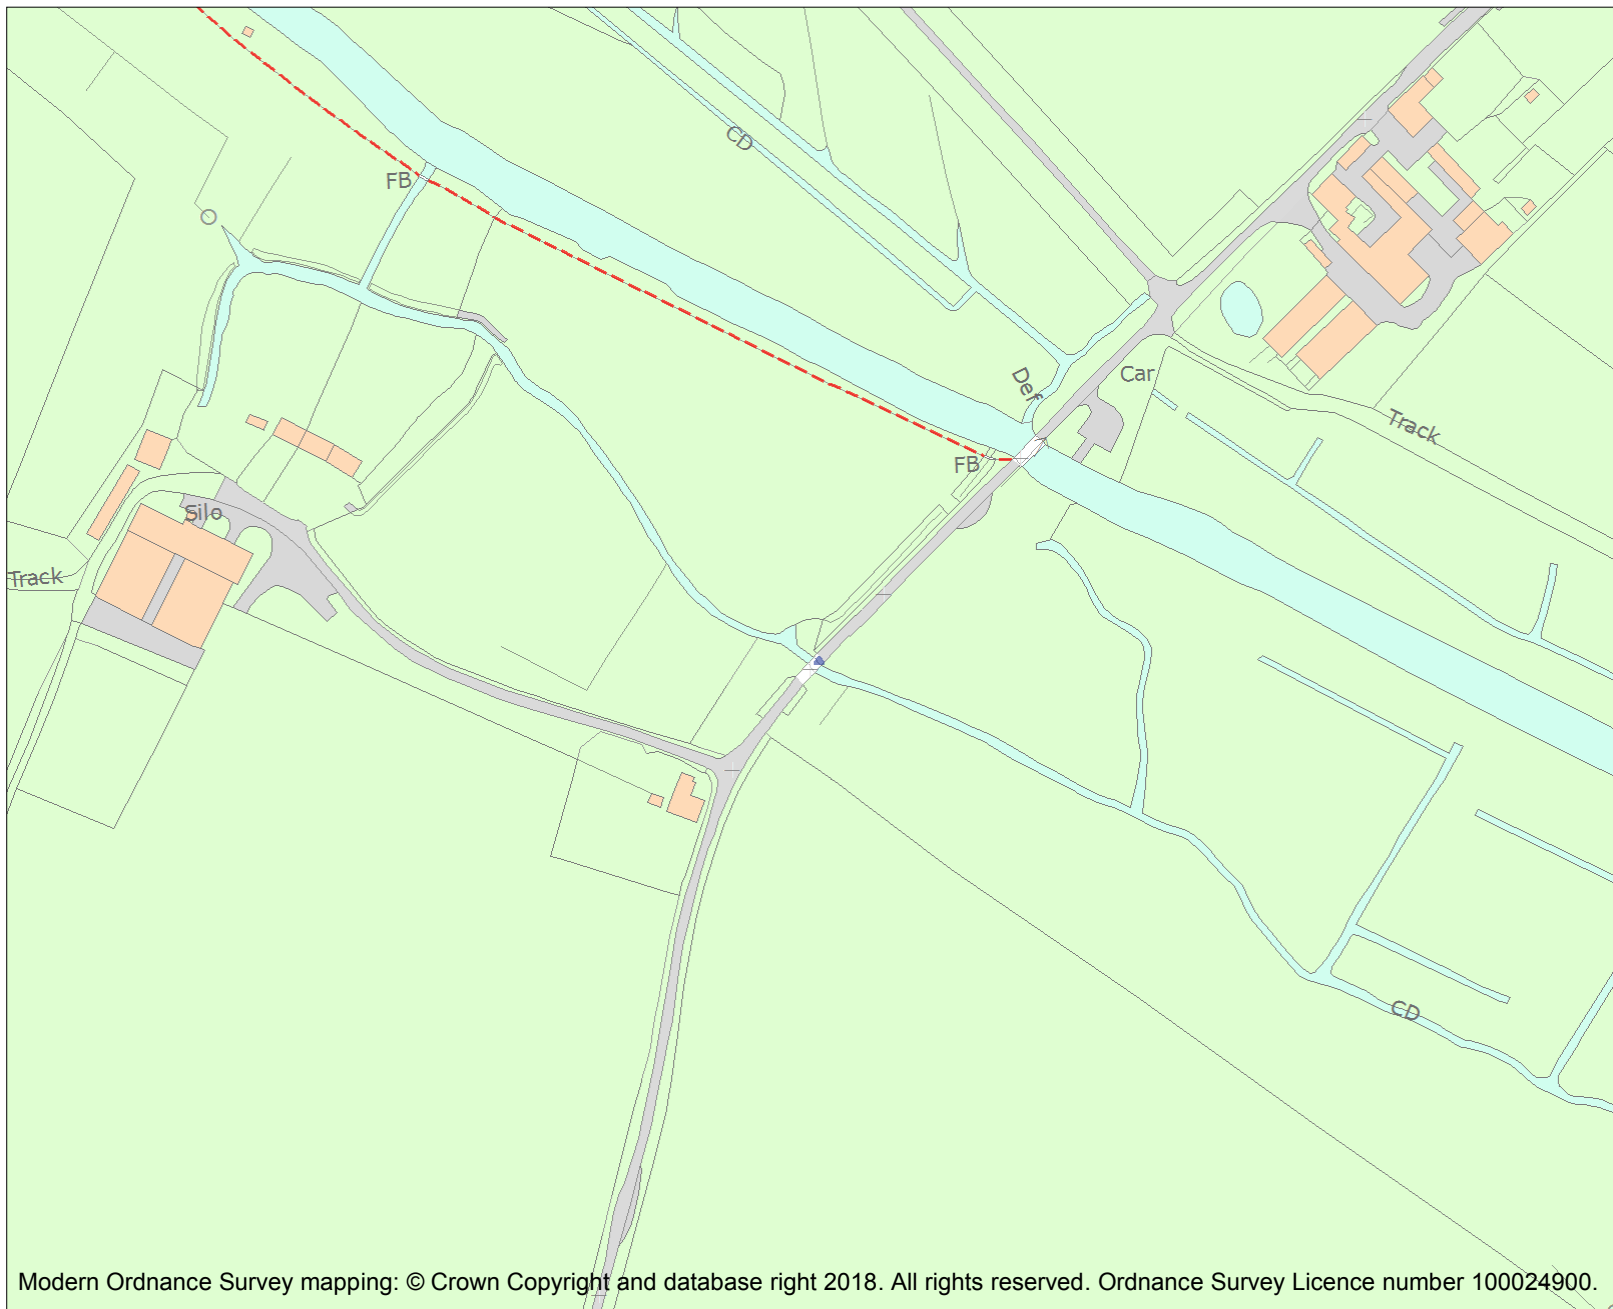 CD
FB
Def
Car
Track
FB
Silo
Track
CD
Modern Ordnance Survey mapping: © Crown Copyright and database right 2018. All rights reserved. Ordnance Survey Licence number 100024900.